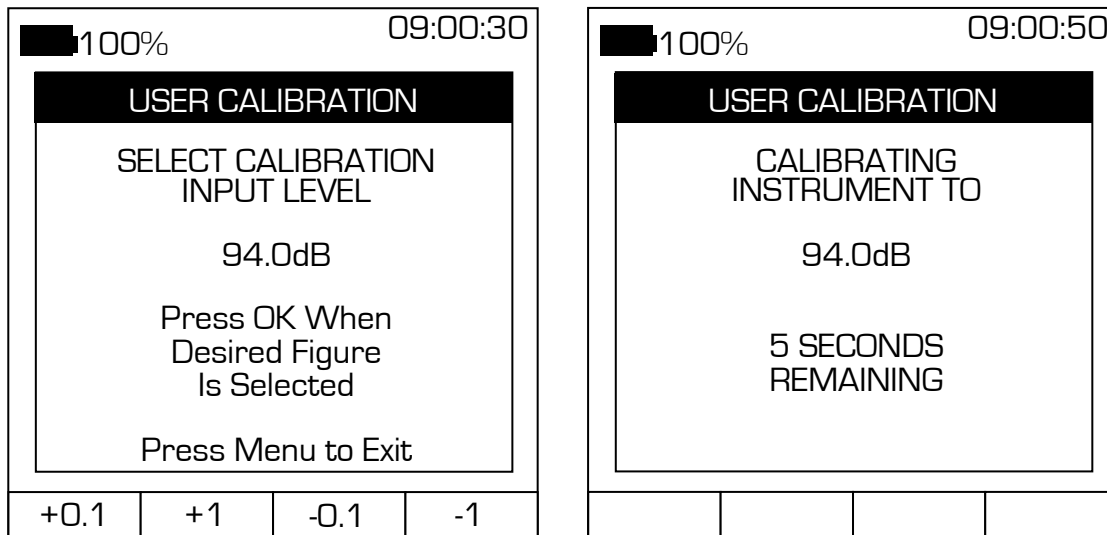 100%
09:00:30
USER CALIBRATION
SELECT CALIBRATION
INPUT LEVEL
94.0dB
Press OK When
Desired Figure
Is Selected
Press Menu to Exit
+0.1 +1 -0.1 -1
100%
09:00:50
USER CALIBRATION
CALIBRATING
INSTRUMENT TO
94.0dB
5 SECONDS
REMAINING